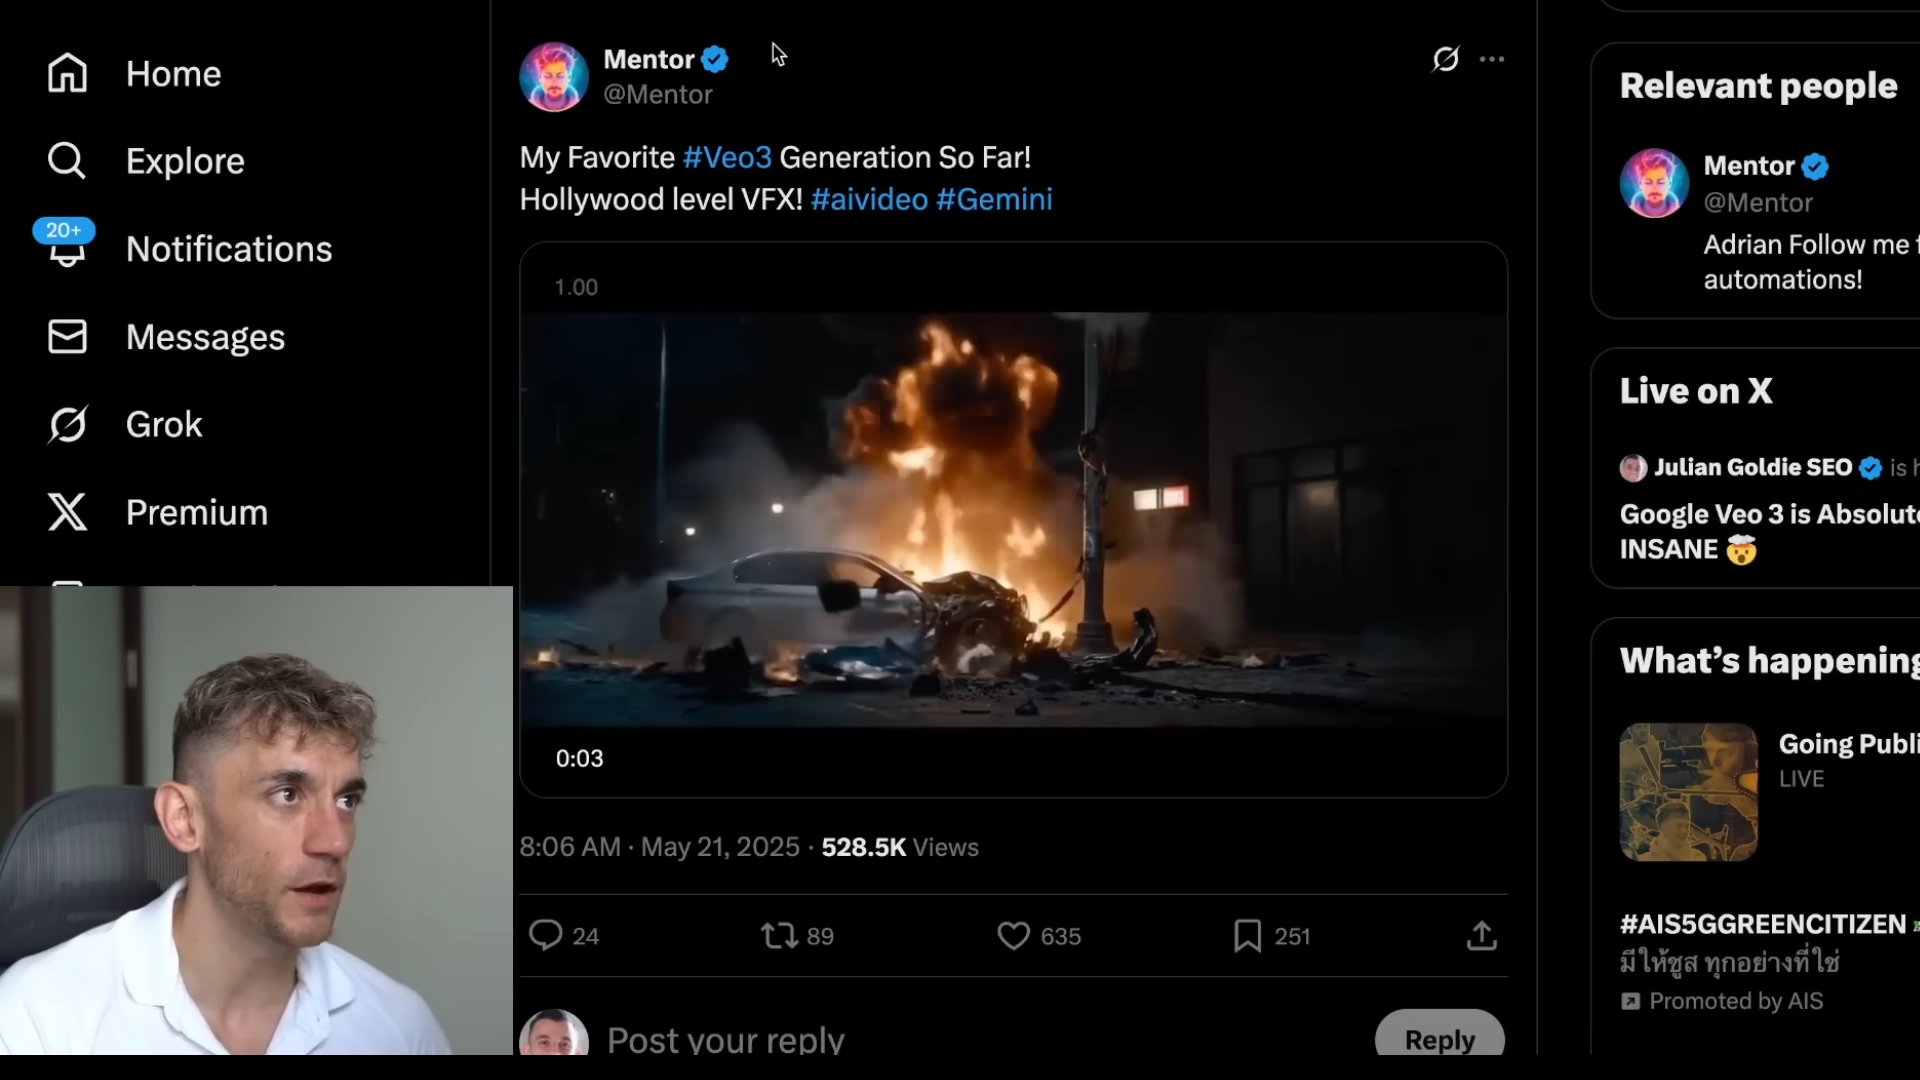 Home
Explore
20+
Notifications
Messages
Grok
Premium
Mentor
@Mentor
My Favorite #Veo3 Generation So Far!
Hollywood level VFX! #aivideo #Gemini
1.00
0:03
8:06 AM · May 21, 2025 · 528.5K Views
24
89
635
251
Post your reply
Reply
Relevant people
Mentor
@Mentor
Adrian Follow me
automations!
Live on X
Julian Goldie SEO is
Google Veo 3 is Absolut
INSANE 🤯
What's happening
Going Publi
LIVE
#AIS5GGREENCITIZEN
มีให้ชูส ทุกอย่างที่ใช่
Promoted by AIS